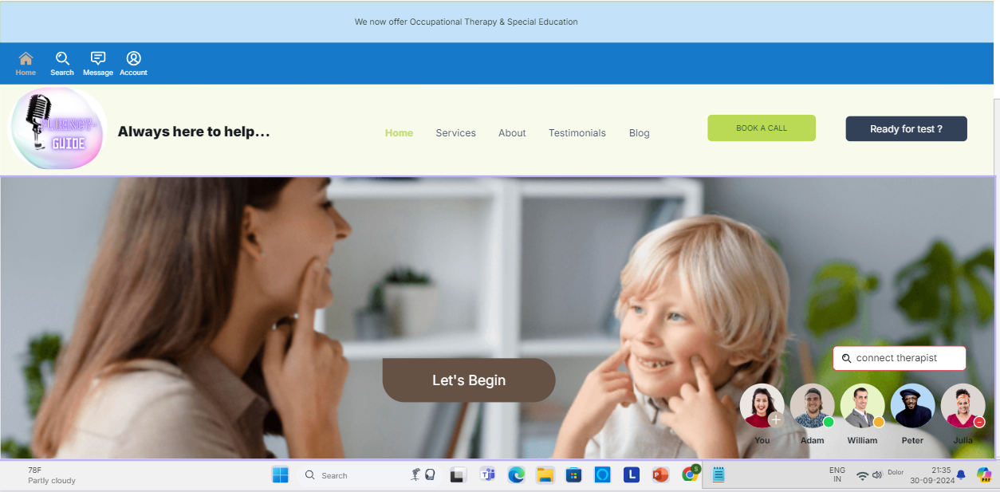 We now offer Occupational Therapy & Special Education
Home
Search
Message
Account
FLUENCY-
GUIDE
Always here to help...
Home
Services
About
Testimonials
Blog
BOOK A CALL
Ready for test ?
connect therapist
Let's Begin
You
Adam
William
Peter
Julia
78F
Partly cloudy
Search
ENG
IN
Dolor
21:35
30-09-2024